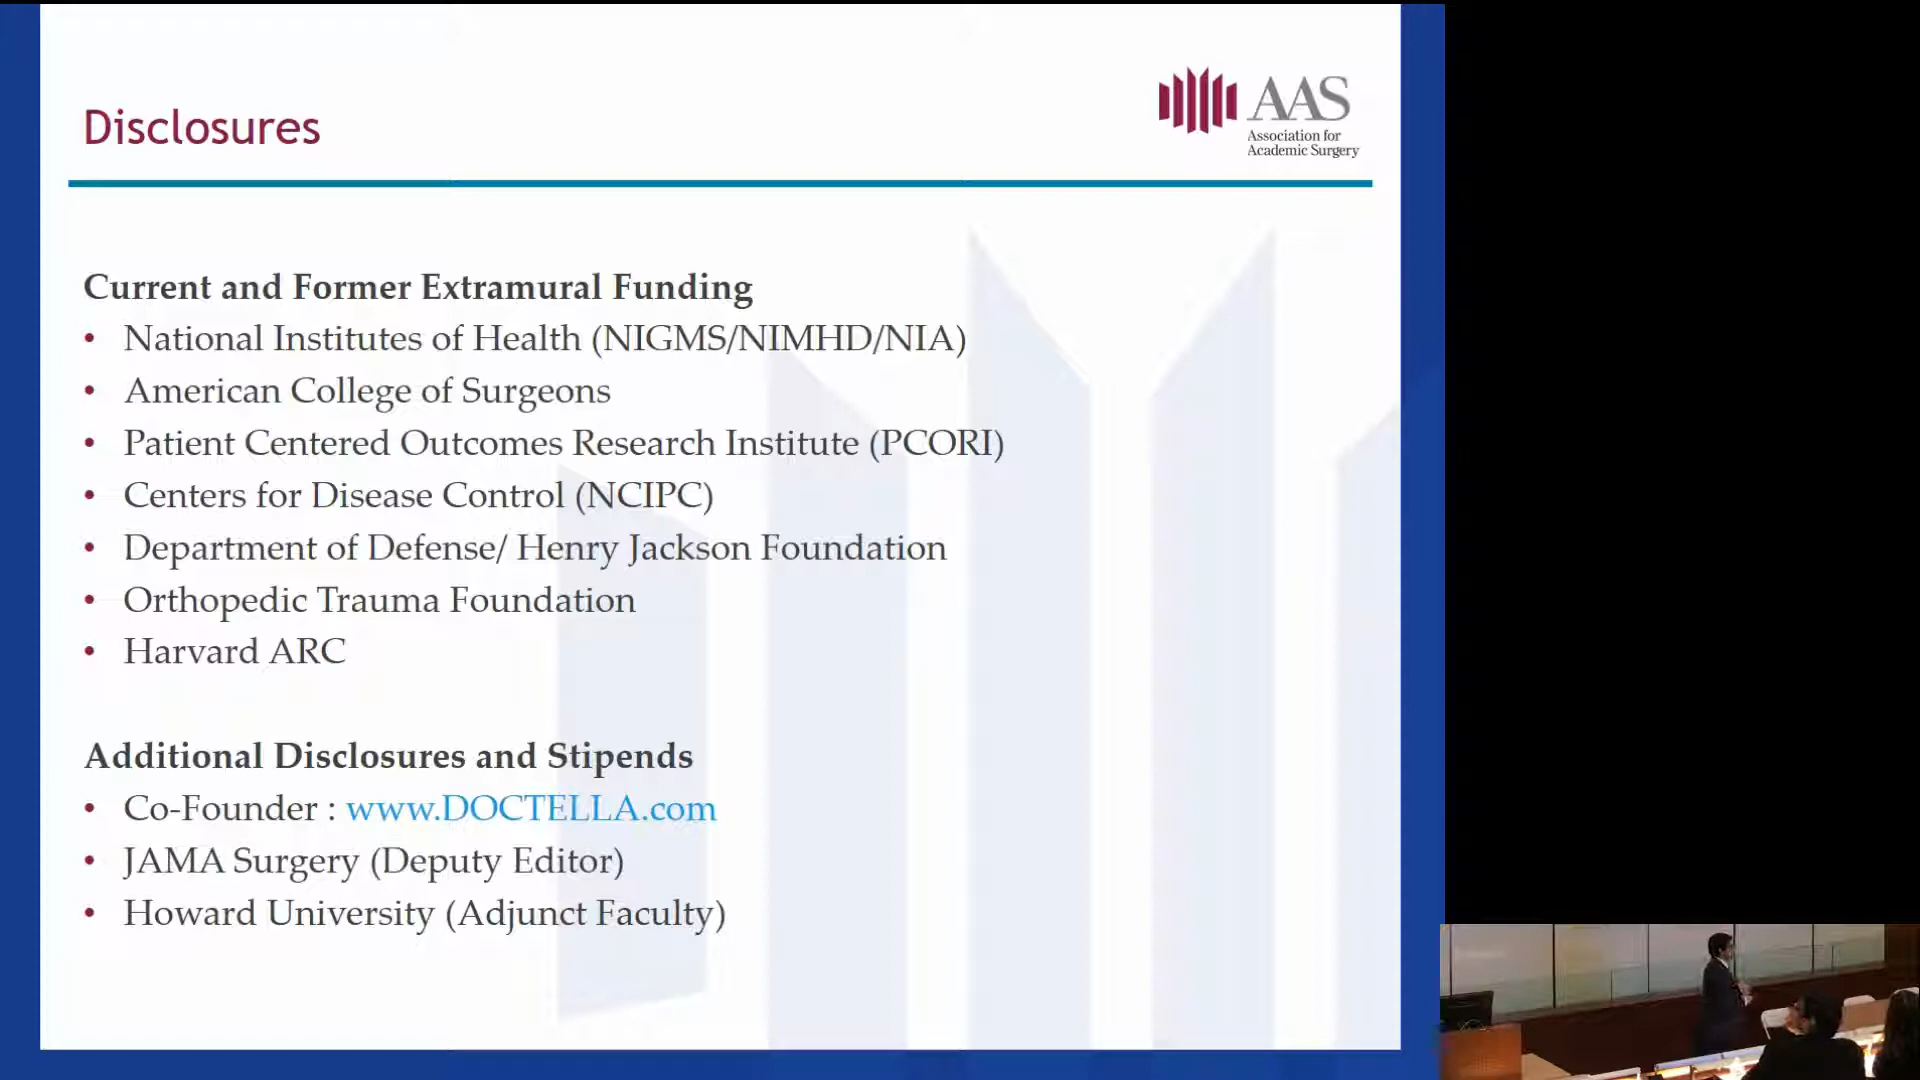 Disclosures
AAS
Association for
Academic Surgery
Current and Former Extramural Funding
• National Institutes of Health (NIGMS/NIMHD/NIA)
• American College of Surgeons
• Patient Centered Outcomes Research Institute (PCORI)
• Centers for Disease Control (NCIPC)
• Department of Defense/ Henry Jackson Foundation
• Orthopedic Trauma Foundation
• Harvard ARC
Additional Disclosures and Stipends
• Co-Founder : www.DOCTELLA.com
• JAMA Surgery (Deputy Editor)
• Howard University (Adjunct Faculty)